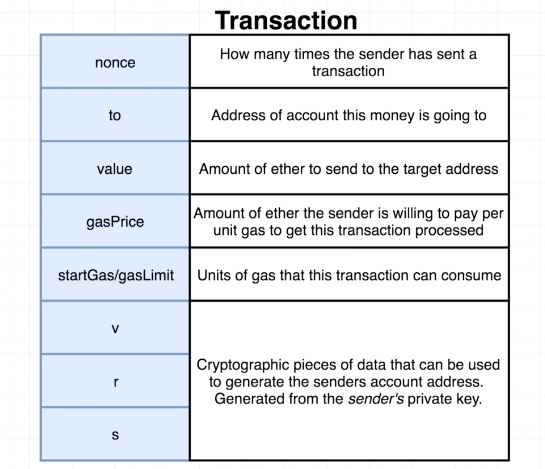 Transaction
nonce
How many times the sender has sent a
transaction
to
Address of account this money is going to
value
Amount of ether to send to the target address
gasPrice
Amount of ether the sender is willing to pay per
unit gas to get this transaction processed
startGas/gasLimit
Units of gas that this transaction can consume
v
r
s
Cryptographic pieces of data that can be used
to generate the senders account address.
Generated from the sender's private key.